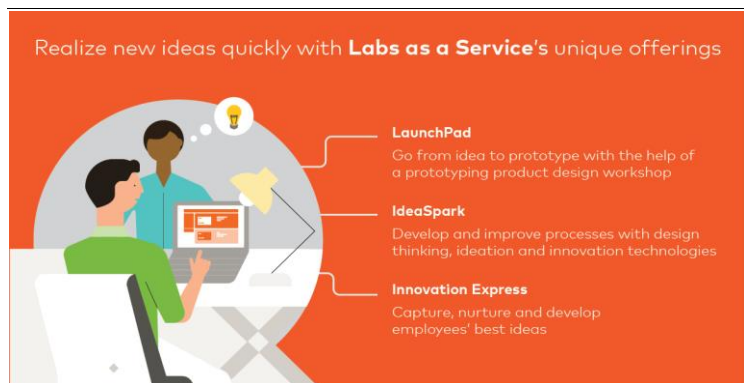 Realize new ideas quickly with Labs as a Service's unique offerings
LaunchPad
Go from idea to prototype with the help of
a prototyping product design workshop
IdeaSpark
Develop and improve processes with design
thinking, ideation and innovation technologies
Innovation Express
Capture, nurture and develop
employees' best ideas